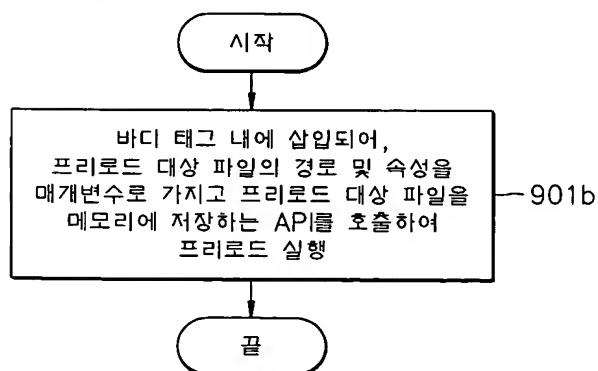 시작
바디 태그 내에 삽입되어,
프리로드 대상 파일의 경로 및 속성을
매개변수로 가지고 프리로드 대상 파일을
메모리에 저장하는 API를 호출하여
프리로드 실행
901b
끝